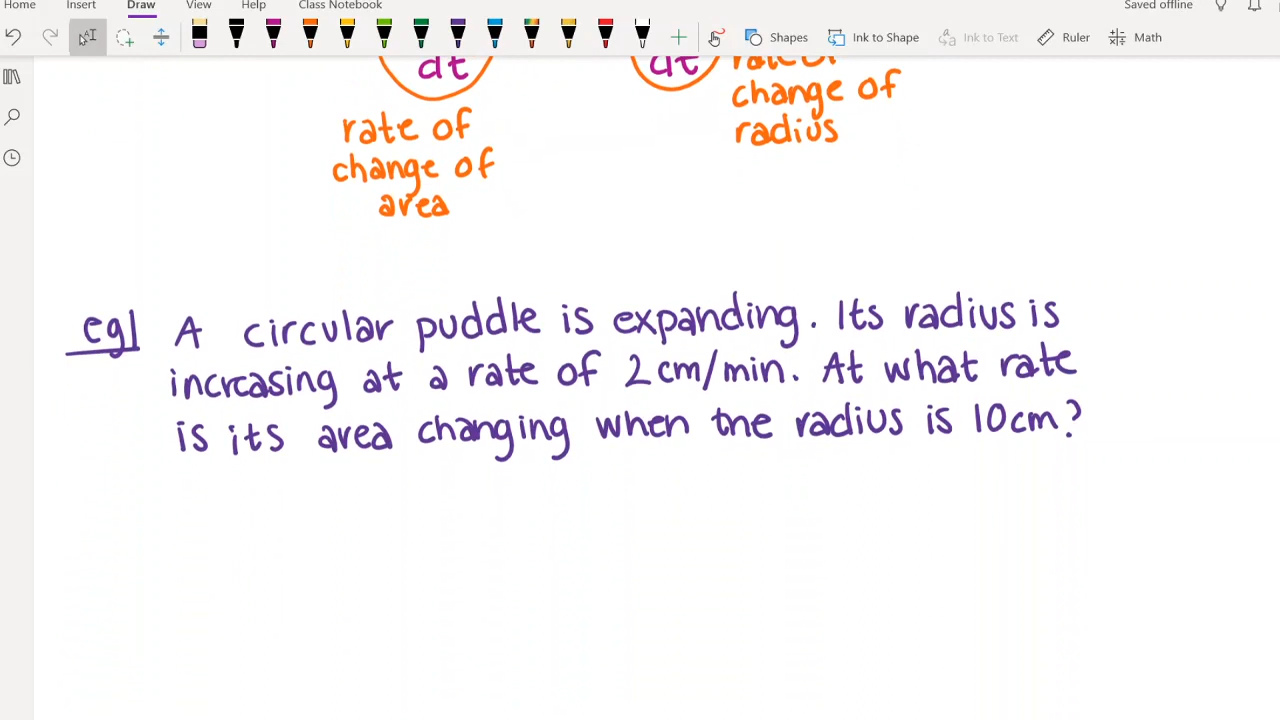 Home Insert Draw View Help Class Notebook Saved offline
Shapes Ink to Shape Ink to Text Ruler Math
dt dt rate of
change of
radius
rate of
change of
area
eg1 A circular puddle is expanding. Its radius is
increasing at a rate of 2cm/min. At what rate
is its area changing when the radius is 10cm?